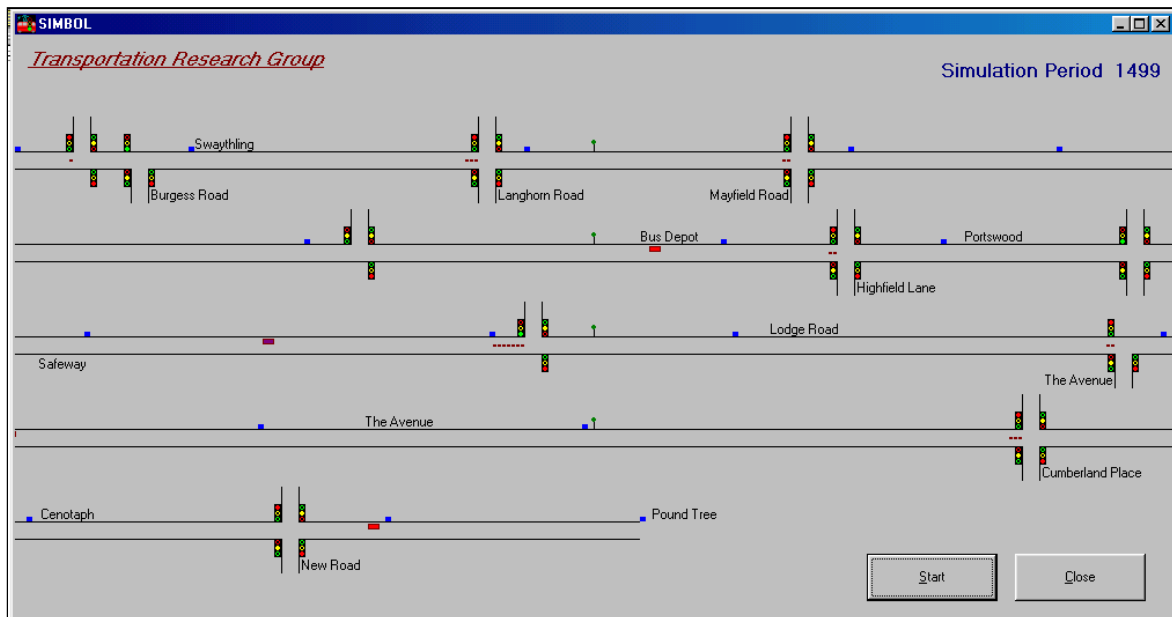 SIMBOL
Transportation Research Group
Simulation Period 1499
Swaythling
Burgess Road
Langhorn Road
Mayfield Road
Bus Depot
Portswood
Highfield Lane
Lodge Road
Safeway
The Avenue
The Avenue
Cumberland Place
Cenotaph
Pound Tree
New Road
Start
Close